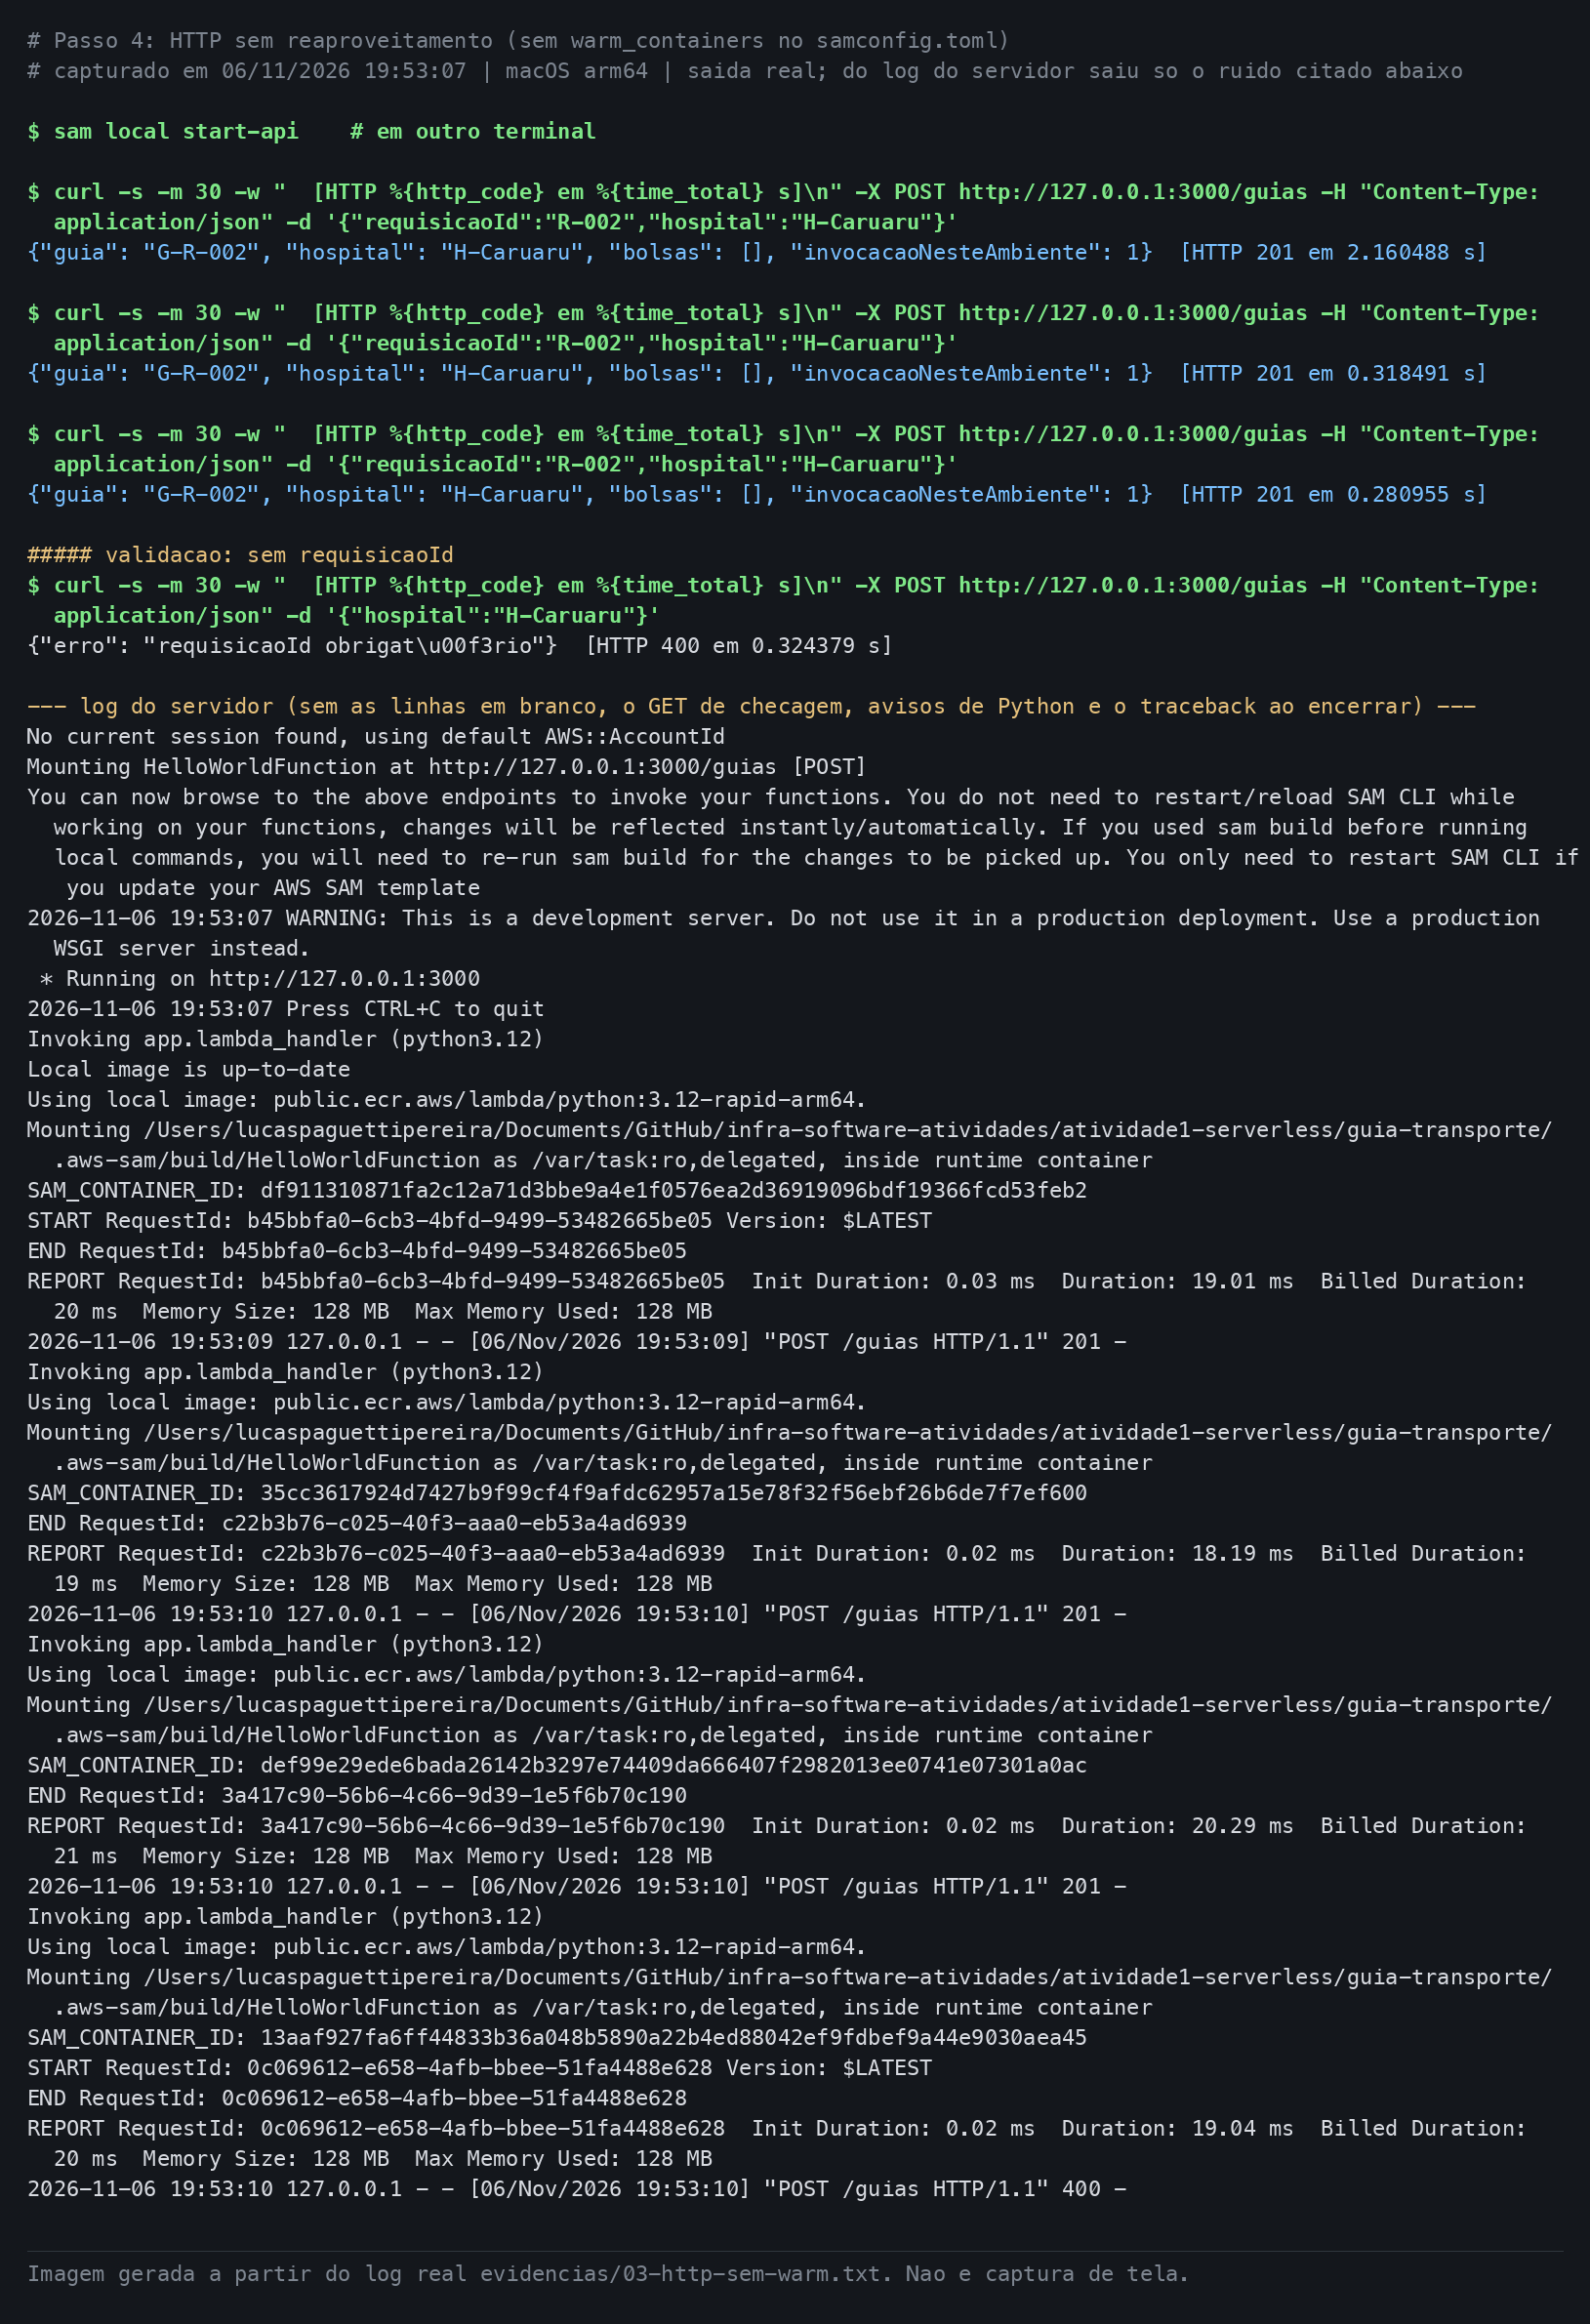 # Passo 4: HTTP sem reaproveitamento (sem warm_containers no samconfig.toml)
# capturado em 06/11/2026 19:53:07 | macOS arm64 | saida real; do log do servidor saiu so o ruido citado abaixo
$ sam local start-api    # em outro terminal
$ curl -s -m 30 -w "  [HTTP %{http_code} em %{time_total} s]\n" -X POST http://127.0.0.1:3000/guias -H "Content-Type:
  application/json" -d '{"requisicaoId":"R-002","hospital":"H-Caruaru"}'
{"guia": "G-R-002", "hospital": "H-Caruaru", "bolsas": [], "invocacaoNesteAmbiente": 1}  [HTTP 201 em 2.160488 s]
$ curl -s -m 30 -w "  [HTTP %{http_code} em %{time_total} s]\n" -X POST http://127.0.0.1:3000/guias -H "Content-Type:
  application/json" -d '{"requisicaoId":"R-002","hospital":"H-Caruaru"}'
{"guia": "G-R-002", "hospital": "H-Caruaru", "bolsas": [], "invocacaoNesteAmbiente": 1}  [HTTP 201 em 0.318491 s]
$ curl -s -m 30 -w "  [HTTP %{http_code} em %{time_total} s]\n" -X POST http://127.0.0.1:3000/guias -H "Content-Type:
  application/json" -d '{"requisicaoId":"R-002","hospital":"H-Caruaru"}'
{"guia": "G-R-002", "hospital": "H-Caruaru", "bolsas": [], "invocacaoNesteAmbiente": 1}  [HTTP 201 em 0.280955 s]
##### validacao: sem requisicaoId
$ curl -s -m 30 -w "  [HTTP %{http_code} em %{time_total} s]\n" -X POST http://127.0.0.1:3000/guias -H "Content-Type:
  application/json" -d '{"hospital":"H-Caruaru"}'
{"erro": "requisicaoId obrigat\u00f3rio"}  [HTTP 400 em 0.324379 s]
--- log do servidor (sem as linhas em branco, o GET de checagem, avisos de Python e o traceback ao encerrar) ---
No current session found, using default AWS::AccountId
Mounting HelloWorldFunction at http://127.0.0.1:3000/guias [POST]
You can now browse to the above endpoints to invoke your functions. You do not need to restart/reload SAM CLI while
  working on your functions, changes will be reflected instantly/automatically. If you used sam build before running
  local commands, you will need to re-run sam build for the changes to be picked up. You only need to restart SAM CLI if
   you update your AWS SAM template
2026-11-06 19:53:07 WARNING: This is a development server. Do not use it in a production deployment. Use a production
  WSGI server instead.
 * Running on http://127.0.0.1:3000
2026-11-06 19:53:07 Press CTRL+C to quit
Invoking app.lambda_handler (python3.12)
Local image is up-to-date
Using local image: public.ecr.aws/lambda/python:3.12-rapid-arm64.
Mounting /Users/lucaspaguettipereira/Documents/GitHub/infra-software-atividades/atividade1-serverless/guia-transporte/
  .aws-sam/build/HelloWorldFunction as /var/task:ro,delegated, inside runtime container
SAM_CONTAINER_ID: df911310871fa2c12a71d3bbe9a4e1f0576ea2d36919096bdf19366fcd53feb2
START RequestId: b45bbfa0-6cb3-4bfd-9499-53482665be05 Version: $LATEST
END RequestId: b45bbfa0-6cb3-4bfd-9499-53482665be05
REPORT RequestId: b45bbfa0-6cb3-4bfd-9499-53482665be05  Init Duration: 0.03 ms  Duration: 19.01 ms  Billed Duration:
  20 ms  Memory Size: 128 MB  Max Memory Used: 128 MB
2026-11-06 19:53:09 127.0.0.1 - - [06/Nov/2026 19:53:09] "POST /guias HTTP/1.1" 201 -
Invoking app.lambda_handler (python3.12)
Using local image: public.ecr.aws/lambda/python:3.12-rapid-arm64.
Mounting /Users/lucaspaguettipereira/Documents/GitHub/infra-software-atividades/atividade1-serverless/guia-transporte/
  .aws-sam/build/HelloWorldFunction as /var/task:ro,delegated, inside runtime container
SAM_CONTAINER_ID: 35cc3617924d7427b9f99cf4f9afdc62957a15e78f32f56ebf26b6de7f7ef600
END RequestId: c22b3b76-c025-40f3-aaa0-eb53a4ad6939
REPORT RequestId: c22b3b76-c025-40f3-aaa0-eb53a4ad6939  Init Duration: 0.02 ms  Duration: 18.19 ms  Billed Duration:
  19 ms  Memory Size: 128 MB  Max Memory Used: 128 MB
2026-11-06 19:53:10 127.0.0.1 - - [06/Nov/2026 19:53:10] "POST /guias HTTP/1.1" 201 -
Invoking app.lambda_handler (python3.12)
Using local image: public.ecr.aws/lambda/python:3.12-rapid-arm64.
Mounting /Users/lucaspaguettipereira/Documents/GitHub/infra-software-atividades/atividade1-serverless/guia-transporte/
  .aws-sam/build/HelloWorldFunction as /var/task:ro,delegated, inside runtime container
SAM_CONTAINER_ID: def99e29ede6bada26142b3297e74409da666407f2982013ee0741e07301a0ac
END RequestId: 3a417c90-56b6-4c66-9d39-1e5f6b70c190
REPORT RequestId: 3a417c90-56b6-4c66-9d39-1e5f6b70c190  Init Duration: 0.02 ms  Duration: 20.29 ms  Billed Duration:
  21 ms  Memory Size: 128 MB  Max Memory Used: 128 MB
2026-11-06 19:53:10 127.0.0.1 - - [06/Nov/2026 19:53:10] "POST /guias HTTP/1.1" 201 -
Invoking app.lambda_handler (python3.12)
Using local image: public.ecr.aws/lambda/python:3.12-rapid-arm64.
Mounting /Users/lucaspaguettipereira/Documents/GitHub/infra-software-atividades/atividade1-serverless/guia-transporte/
  .aws-sam/build/HelloWorldFunction as /var/task:ro,delegated, inside runtime container
SAM_CONTAINER_ID: 13aaf927fa6ff44833b36a048b5890a22b4ed88042ef9fdbef9a44e9030aea45
START RequestId: 0c069612-e658-4afb-bbee-51fa4488e628 Version: $LATEST
END RequestId: 0c069612-e658-4afb-bbee-51fa4488e628
REPORT RequestId: 0c069612-e658-4afb-bbee-51fa4488e628  Init Duration: 0.02 ms  Duration: 19.04 ms  Billed Duration:
  20 ms  Memory Size: 128 MB  Max Memory Used: 128 MB
2026-11-06 19:53:10 127.0.0.1 - - [06/Nov/2026 19:53:10] "POST /guias HTTP/1.1" 400 -
Imagem gerada a partir do log real evidencias/03-http-sem-warm.txt. Nao e captura de tela.